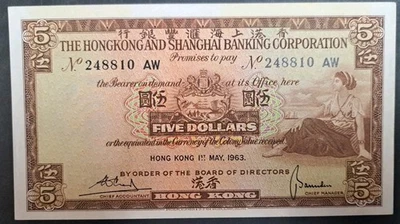 行銀豐滙海上港香
5 THE HONGKONG AND SHANGHAI BANKING CORPORATION 5
Promises to pay
No 248810 AW No 248810 AW
the Bearer on demand at its Office here
圓伍 圓伍
FIVE DOLLARS
or the equivalent in the Currency of the Colony value received
HONG KONG 1ST MAY, 1963.
BY ORDER OF THE BOARD OF DIRECTORS
港香
CHIEF ACCOUNTANT. CHIEF MANAGER.
伍 HONG KONG 伍